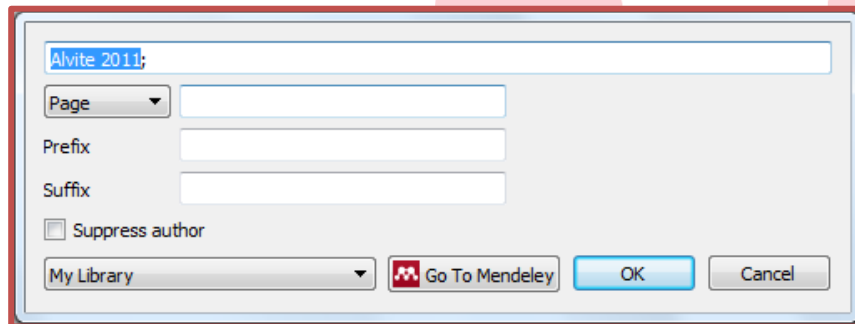 Alvite 2011;
Page
Prefix
Suffix
Suppress author
My Library Go To Mendeley OK Cancel